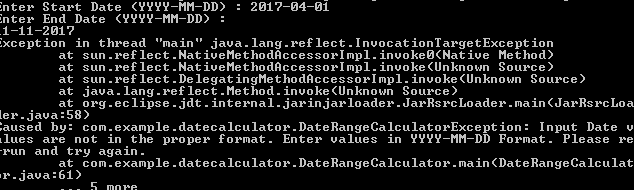 Enter Start Date (YYYY-MM-DD) : 2017-04-01
Enter End Date (YYYY-MM-DD) :
11-11-2017
Exception in thread "main" java.lang.reflect.InvocationTargetException
at sun.reflect.NativeMethodAccessorImpl.invoke0(Native Method)
at sun.reflect.NativeMethodAccessorImpl.invoke(Unknown Source)
at sun.reflect.DelegatingMethodAccessorImpl.invoke(Unknown Source)
at java.lang.reflect.Method.invoke(Unknown Source)
at org.eclipse.jdt.internal.jarinjarloader.JarRsrcLoader.main(JarRsrcLoa
der.java:58)
Caused by: com.example.datecalculator.DateRangeCalculatorException: Input Date v
alues are not in the proper format. Enter values in YYYY-MM-DD Format. Please re
-run and try again.
at com.example.datecalculator.DateRangeCalculator.main(DateRangeCalculat
or.java:61)
... 5 more